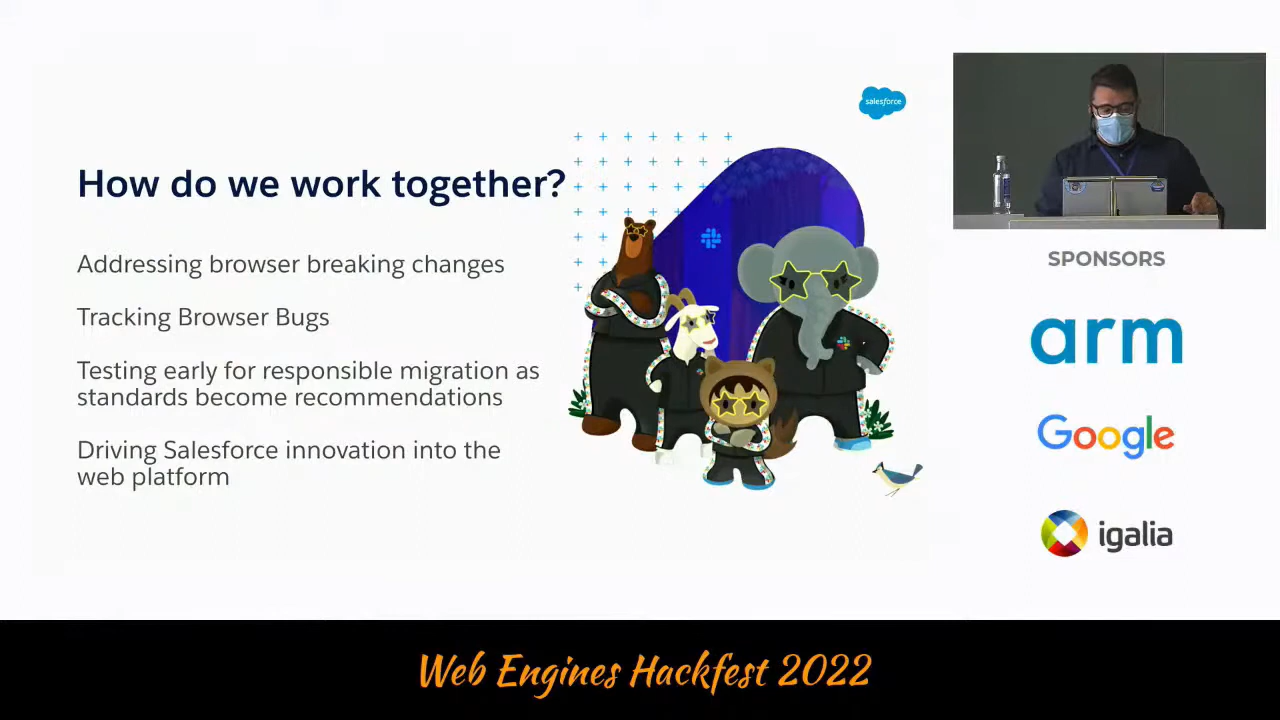 salesforce
How do we work together?
Addressing browser breaking changes
Tracking Browser Bugs
Testing early for responsible migration as
standards become recommendations
Driving Salesforce innovation into the
web platform
SPONSORS
arm
Google
igalia
Web Engines Hackfest 2022